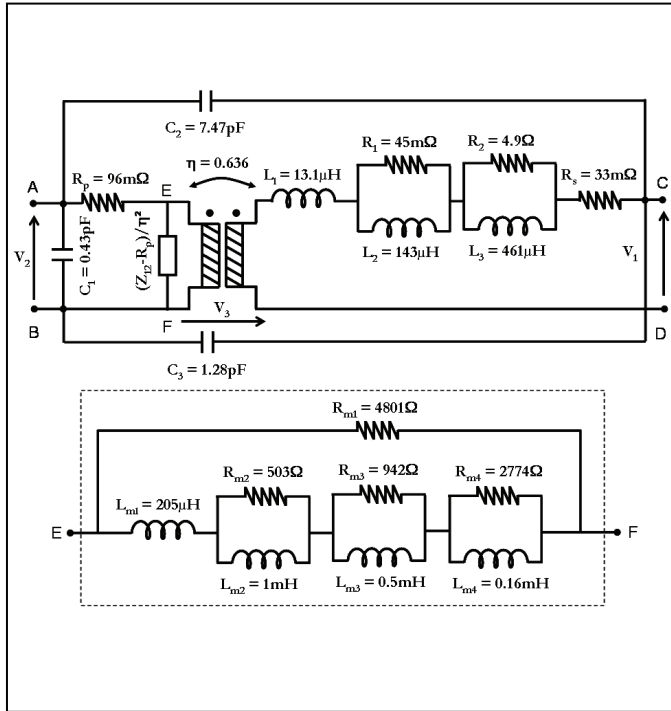 C₂ = 7.47pF
R₁ = 45mΩ
R₂ = 4.9Ω
η = 0.636
L₁ = 13.1μH
A
Rₚ = 96mΩ
E
Rₛ = 33mΩ
C
V₂
C₁ = 0.43pF
(Z₁₂-Rₚ)/η²
L₂ = 143μH
L₃ = 461μH
V₁
B
F
V₃
D
C₃ = 1.28pF
Rₘ₁ = 4801Ω
Rₘ₂ = 503Ω
Rₘ₃ = 942Ω
Rₘ₄ = 2774Ω
Lₘ₁ = 205μH
E
F
Lₘ₂ = 1mH
Lₘ₃ = 0.5mH
Lₘ₄ = 0.16mH